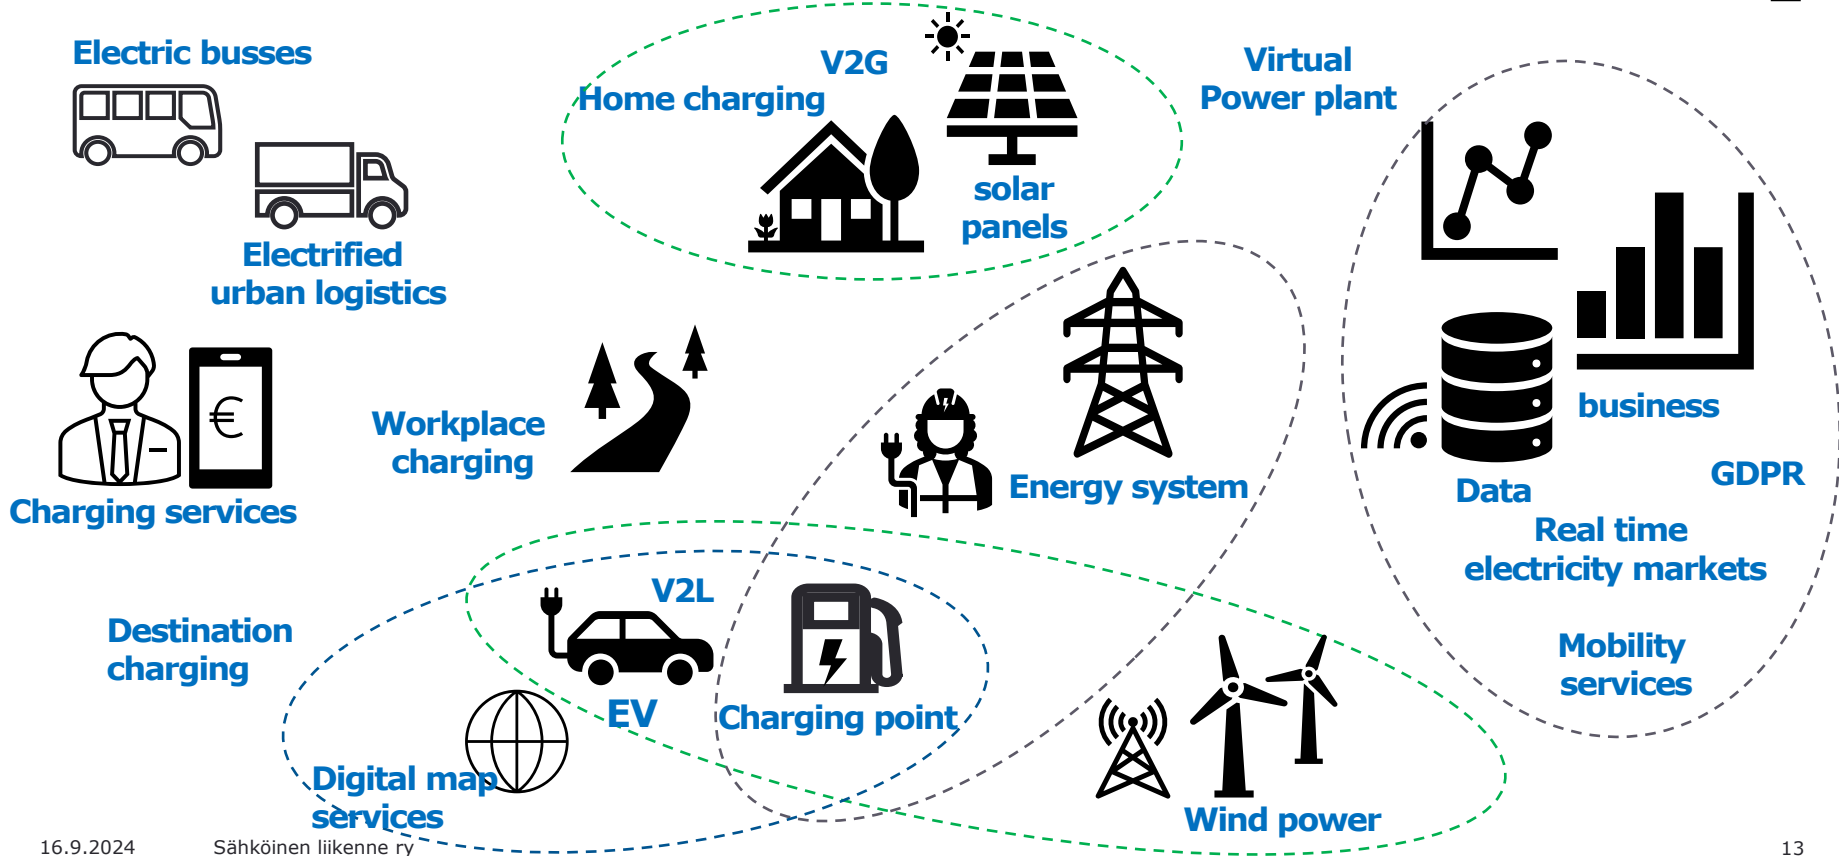 Electric busses
V2G
Home charging
Virtual
Power plant
solar
panels
Electrified
urban logistics
€
Workplace
charging
Charging services
Energy system
business
GDPR
Data
Real time
electricity markets
V2L
Destination
charging
Mobility
services
EV
Charging point
Digital map
services
Wind power
16.9.2024
Sähköinen liikenne ry
13